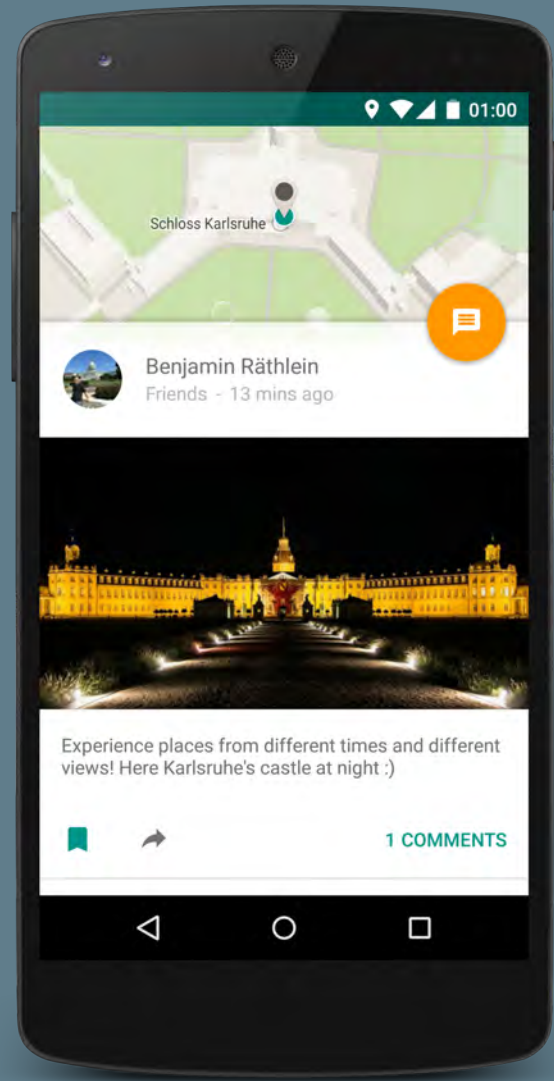 01:00
Schloss Karlsruhe
Benjamin Räthlein
Friends - 13 mins ago
Experience places from different times and different
views! Here Karlsruhe's castle at night :)
1 COMMENTS